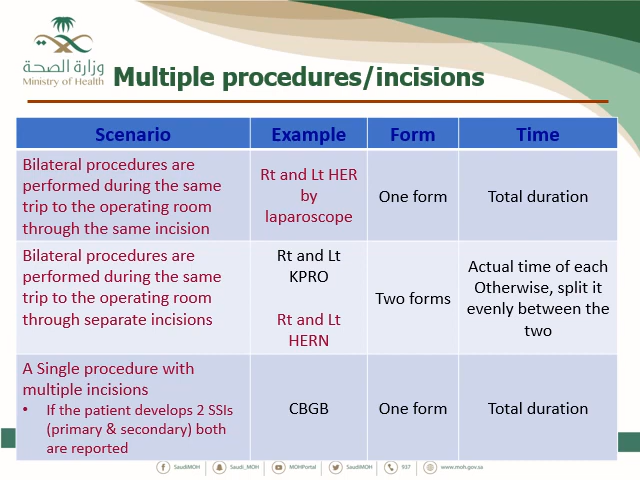 وزارة الصحة
Ministry of Health
Multiple procedures/incisions
Scenario
Example
Form
Time
Bilateral procedures are
performed during the same
trip to the operating room
through the same incision
Rt and Lt HER
by
laparoscope
One form
Total duration
Bilateral procedures are
performed during the same
trip to the operating room
through separate incisions
Rt and Lt
KPRO
Rt and Lt
HERN
Two forms
Actual time of each
Otherwise, split it
evenly between the
two
A Single procedure with
multiple incisions
• If the patient develops 2 SSIs
(primary & secondary) both
are reported
CBGB
One form
Total duration
SaudiMOH
Saudi_MOH
MOHPortal
SaudiMOH
SaudiMOH
937
www.moh.gov.sa